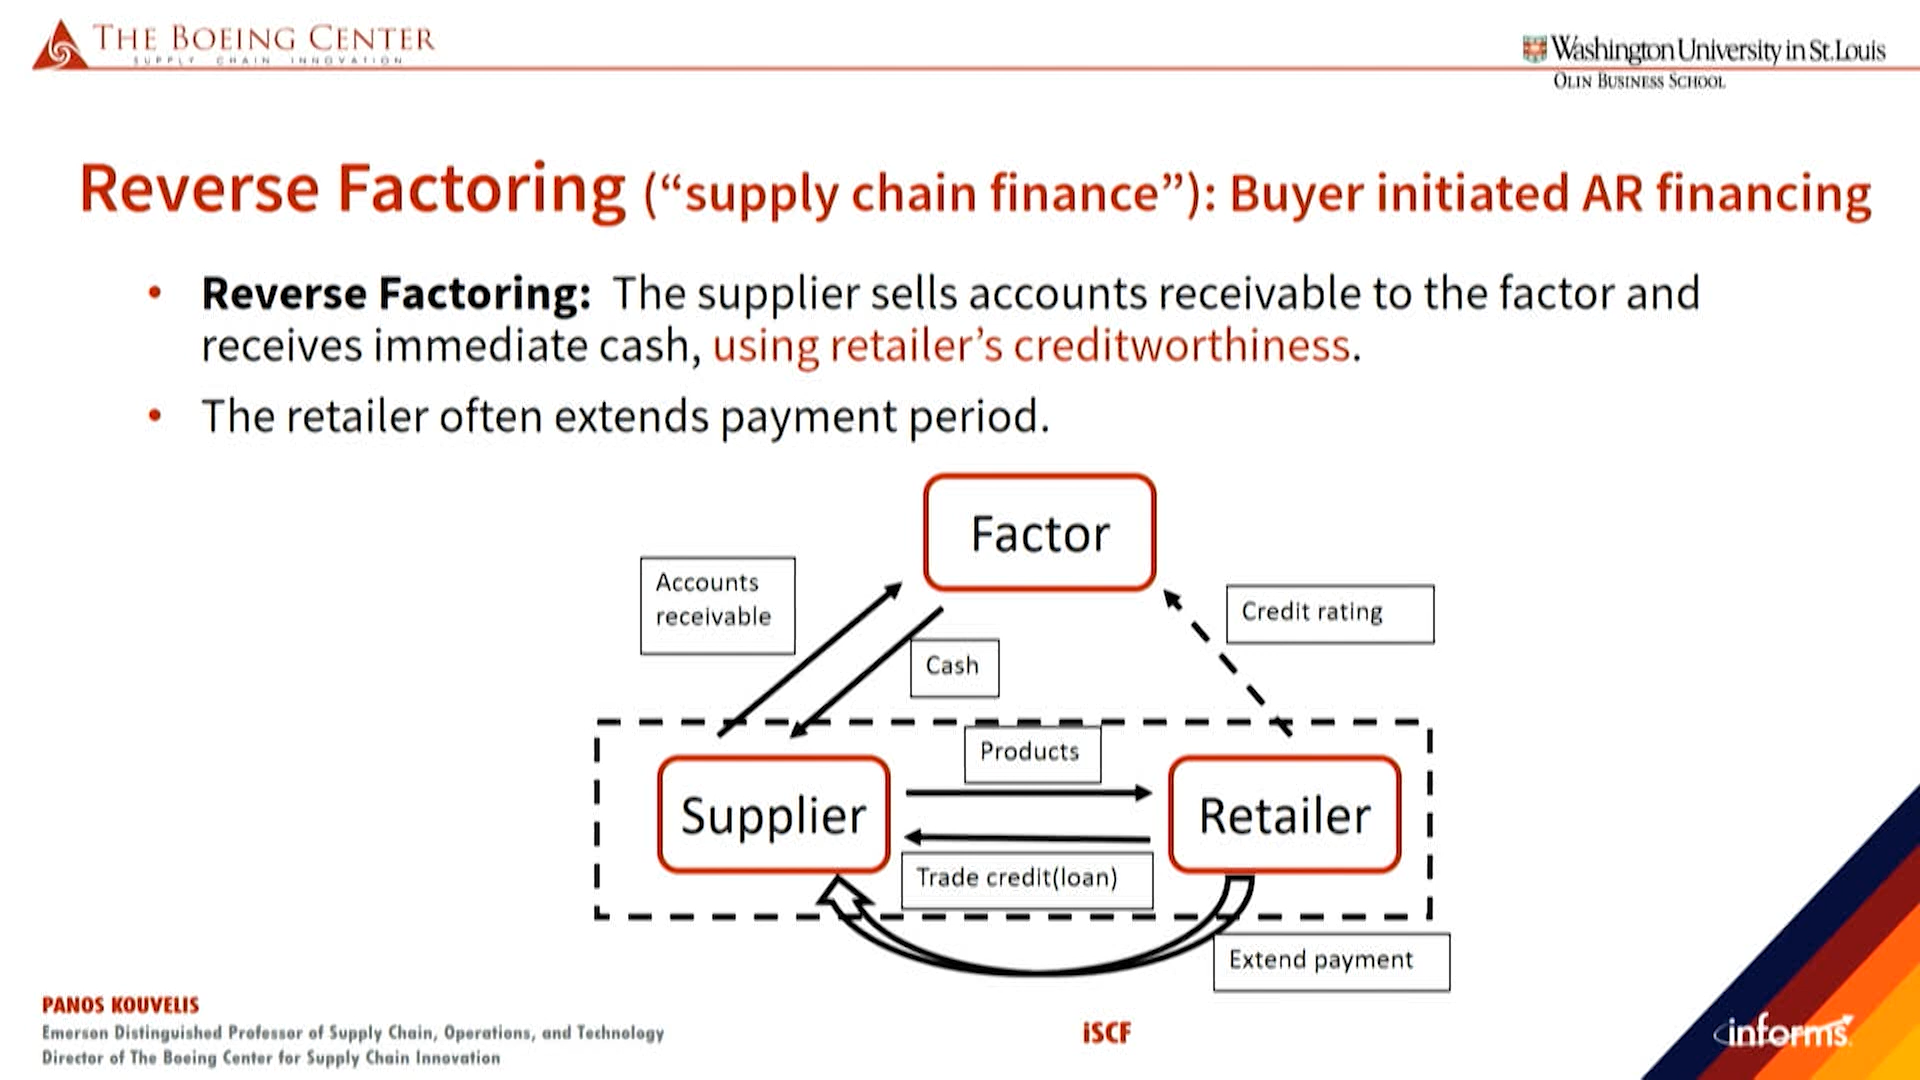 THE BOEING CENTER
SUPPLY CHAIN INNOVATION
Washington University in St.Louis
OLIN BUSINESS SCHOOL
Reverse Factoring (“supply chain finance”): Buyer initiated AR financing
• Reverse Factoring: The supplier sells accounts receivable to the factor and
receives immediate cash, using retailer’s creditworthiness.
• The retailer often extends payment period.
Factor
Accounts
receivable
Credit rating
Cash
Products
Supplier
Retailer
Trade credit(loan)
Extend payment
PANOS KOUVELIS
Emerson Distinguished Professor of Supply Chain, Operations, and Technology
Director of The Boeing Center for Supply Chain Innovation
iSCF
informs